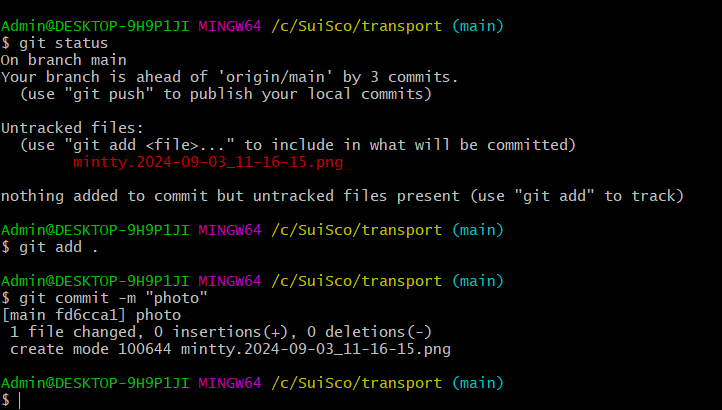 Admin@DESKTOP-9H9P1JI MINGW64 /c/SuiSco/transport (main)
$ git status
On branch main
Your branch is ahead of 'origin/main' by 3 commits.
  (use "git push" to publish your local commits)

Untracked files:
  (use "git add <file>..." to include in what will be committed)
        mintty.2024-09-03_11-16-15.png

nothing added to commit but untracked files present (use "git add" to track)

Admin@DESKTOP-9H9P1JI MINGW64 /c/SuiSco/transport (main)
$ git add .

Admin@DESKTOP-9H9P1JI MINGW64 /c/SuiSco/transport (main)
$ git commit -m "photo"
[main fd6cca1] photo
 1 file changed, 0 insertions(+), 0 deletions(-)
 create mode 100644 mintty.2024-09-03_11-16-15.png

Admin@DESKTOP-9H9P1JI MINGW64 /c/SuiSco/transport (main)
$